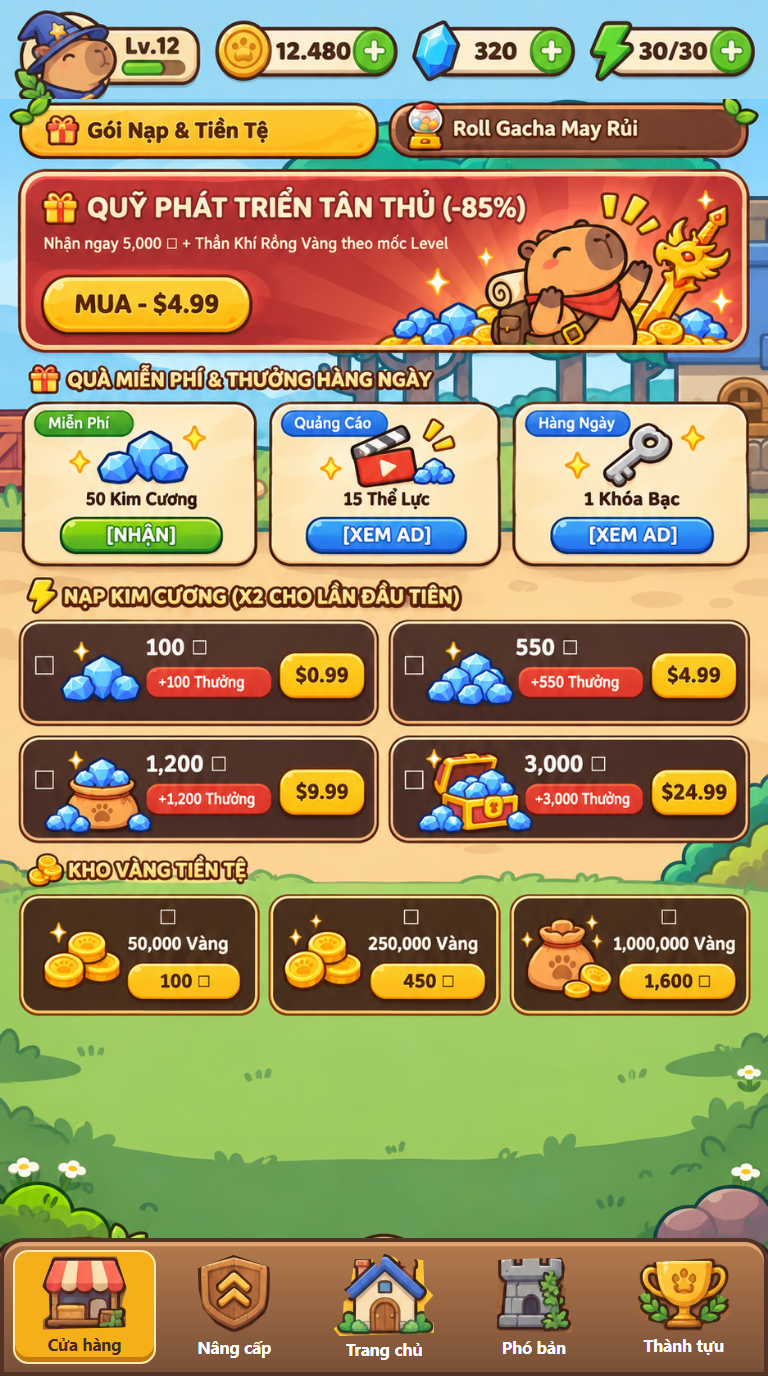 Lv.12
12.480
320
30/30
Gói Nạp & Tiền Tệ
Roll Gacha May Rủi
QUỸ PHÁT TRIỂN TÂN THỦ (-85%)
Nhận ngay 5,000 □ + Thần Khí Rồng Vàng theo mốc Level
MUA - $4.99
QUÀ MIỄN PHÍ & THƯỞNG HÀNG NGÀY
Miễn Phí
50 Kim Cương
[NHẬN]
Quảng Cáo
15 Thể Lực
[XEM AD]
Hàng Ngày
1 Khóa Bạc
[XEM AD]
NẠP KIM CƯƠNG (X2 CHO LẦN ĐẦU TIÊN)
□
100 □
+100 Thưởng
$0.99
□
550 □
+550 Thưởng
$4.99
□
1,200 □
+1,200 Thưởng
$9.99
□
3,000 □
+3,000 Thưởng
$24.99
KHO VÀNG TIỀN TỆ
□
50,000 Vàng
100 □
□
250,000 Vàng
450 □
□
1,000,000 Vàng
1,600 □
Cửa hàng
Nâng cấp
Trang chủ
Phó bản
Thành tựu